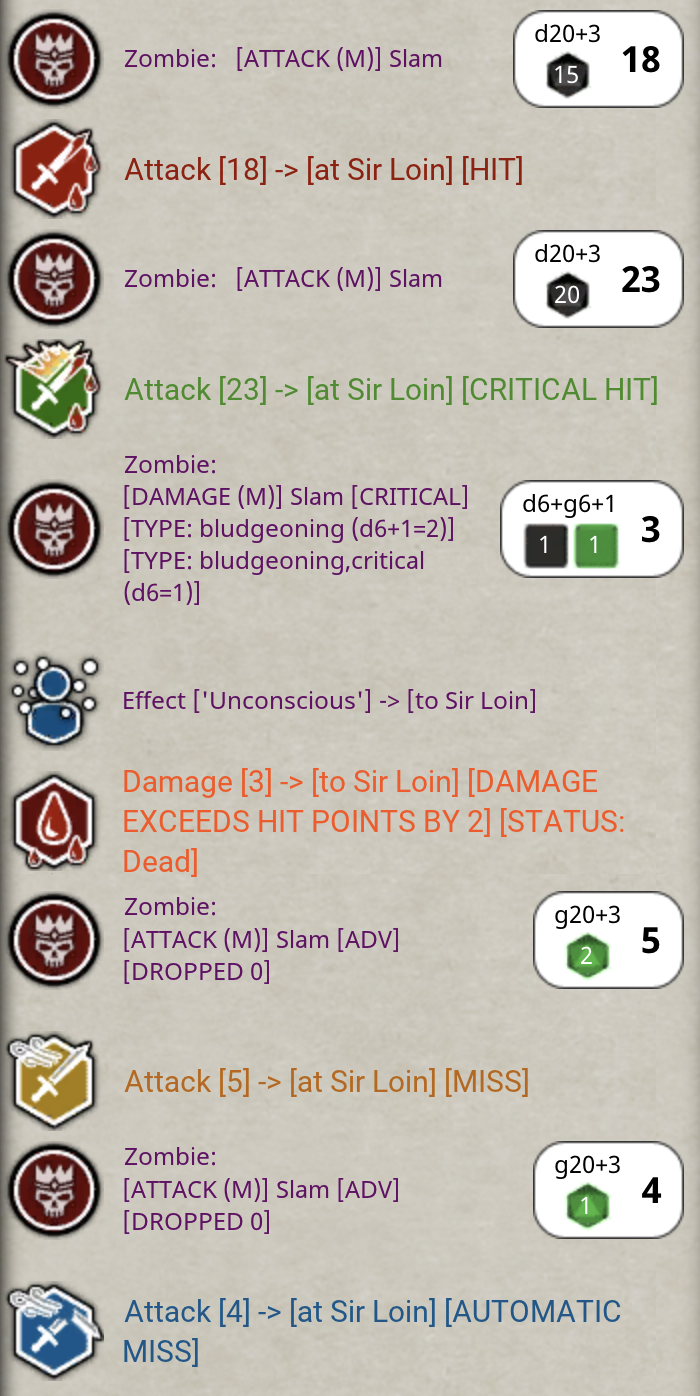 Zombie: [ATTACK (M)] Slam
d20+3
15
18
Attack [18] -> [at Sir Loin] [HIT]
Zombie: [ATTACK (M)] Slam
d20+3
20
23
Attack [23] -> [at Sir Loin] [CRITICAL HIT]
Zombie:
[DAMAGE (M)] Slam [CRITICAL]
[TYPE: bludgeoning (d6+1=2)]
[TYPE: bludgeoning,critical
(d6=1)]
d6+g6+1
1 1
3
Effect ['Unconscious'] -> [to Sir Loin]
Damage [3] -> [to Sir Loin] [DAMAGE
EXCEEDS HIT POINTS BY 2] [STATUS:
Dead]
Zombie:
[ATTACK (M)] Slam [ADV]
[DROPPED 0]
g20+3
2
5
Attack [5] -> [at Sir Loin] [MISS]
Zombie:
[ATTACK (M)] Slam [ADV]
[DROPPED 0]
g20+3
1
4
Attack [4] -> [at Sir Loin] [AUTOMATIC
MISS]